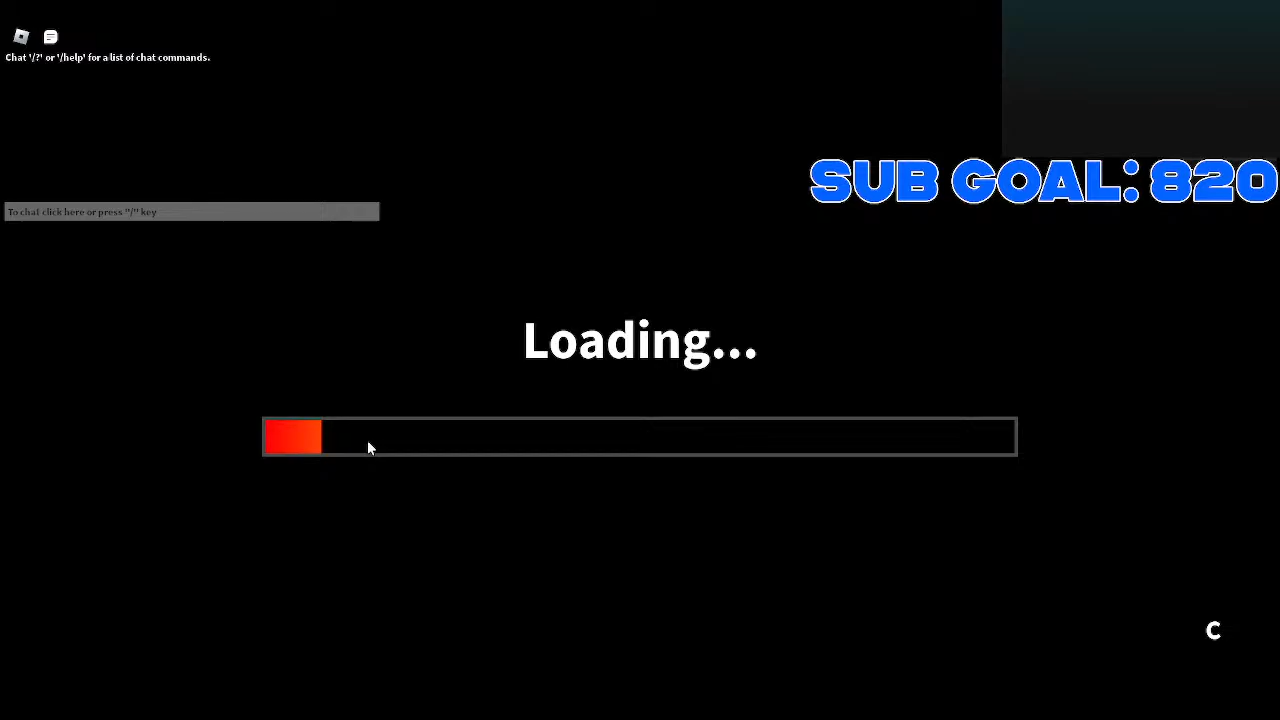 Chat '/?' or '/help' for a list of chat commands.
SUB GOAL: 820
To chat click here or press "/" key
Loading...
C